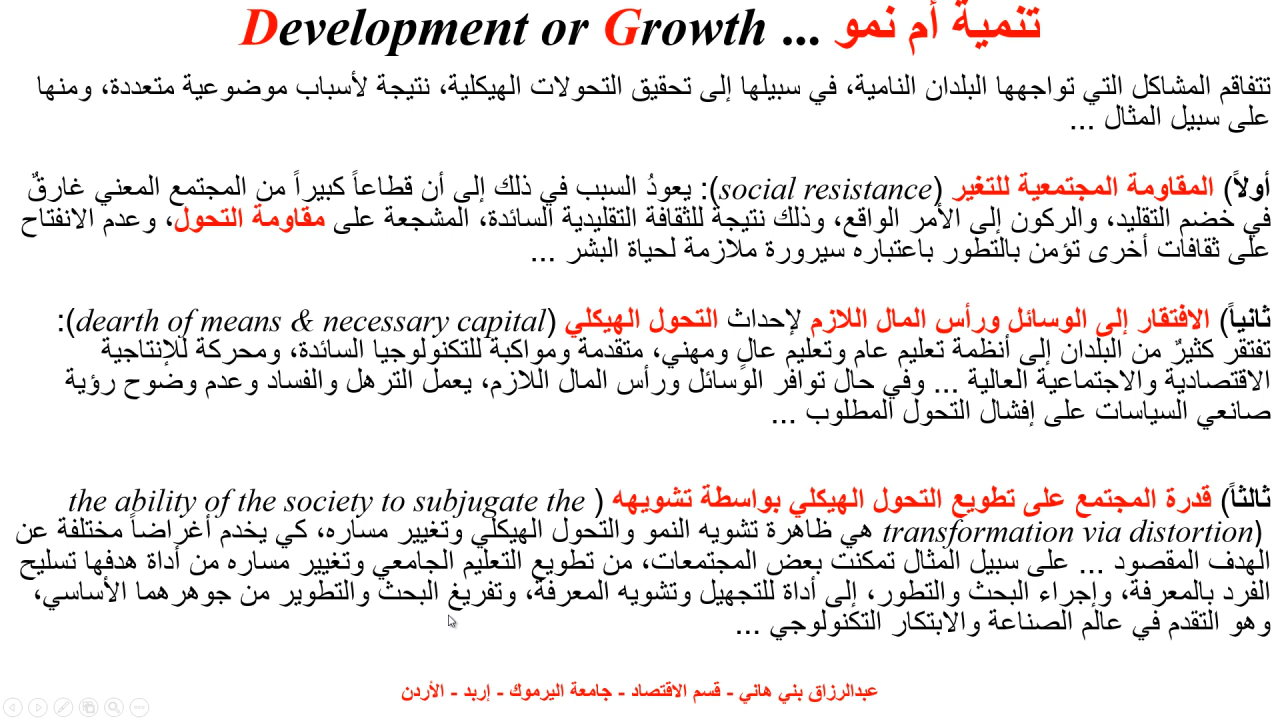 تنمية أم نمو ... Development or Growth
تتفاقم المشاكل التي تواجهها البلدان النامية، في سبيلها إلى تحقيق التحولات الهيكلية، نتيجة لأسباب موضوعية متعددة، ومنها
على سبيل المثال ...
أولاً) المقاومة المجتمعية للتغير (social resistance): يعودُ السبب في ذلك إلى أن قطاعاً كبيراً من المجتمع المعني غارقٌ
في خضم التقليد، والركون إلى الأمر الواقع، وذلك نتيجةً للثقافة التقليدية السائدة، المشجعة على مقاومة التحول، وعدم الانفتاح
على ثقافات أخرى تؤمن بالتطور باعتباره سيرورة ملازمة لحياة البشر ...
ثانياً) الافتقار إلى الوسائل ورأس المال اللازم لإحداث التحول الهيكلي (dearth of means & necessary capital):
تفتقر كثيرٌ من البلدان إلى أنظمة تعليم عام وتعليم عالٍ ومهني، متقدمة ومواكبة للتكنولوجيا السائدة، ومحركة للإنتاجية
الاقتصادية والاجتماعية العالية ... وفي حال توافر الوسائل ورأس المال اللازم، يعمل الترهل والفساد وعدم وضوح رؤية
صانعي السياسات على إفشال التحول المطلوب ...
ثالثاً) قدرة المجتمع على تطويع التحول الهيكلي بواسطة تشويهه (the ability of the society to subjugate the
transformation via distortion) هي ظاهرة تشويه النمو والتحول الهيكلي وتغيير مساره، كي يخدم أغراضاً مختلفة عن
الهدف المقصود ... على سبيل المثال تمكنت بعض المجتمعات، من تطويع التعليم الجامعي وتغيير مساره من أداة هدفها تسليح
الفرد بالمعرفة، وإجراء البحث والتطور، إلى أداة للتجهيل وتشويه المعرفة، وتفريغ البحث والتطوير من جوهرهما الأساسي،
وهو التقدم في عالم الصناعة والابتكار التكنولوجي ...
عبدالرزاق بني هاني - قسم الاقتصاد - جامعة اليرموك - إربد - الأردن